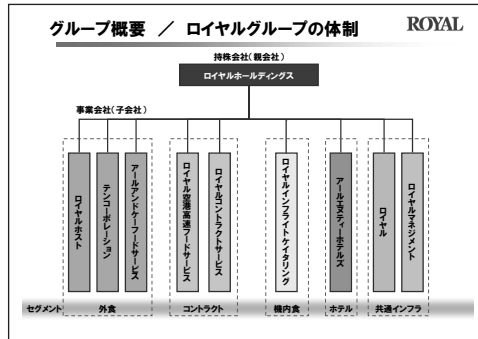 グループ概要 ／ ロイヤルグループの体制
ROYAL
持株会社(親会社)
ロイヤルホールディングス
事業会社(子会社)
ロイヤルホスト
テンコーポレーション
アールアンドケーフードサービス
ロイヤル空港高速フードサービス
ロイヤルコントラクトサービス
ロイヤルインフライトケイタリング
アールエヌティーホテルズ
ロイヤル
ロイヤルマネジメント
セグメント
外食
コントラクト
機内食
ホテル
共通インフラ